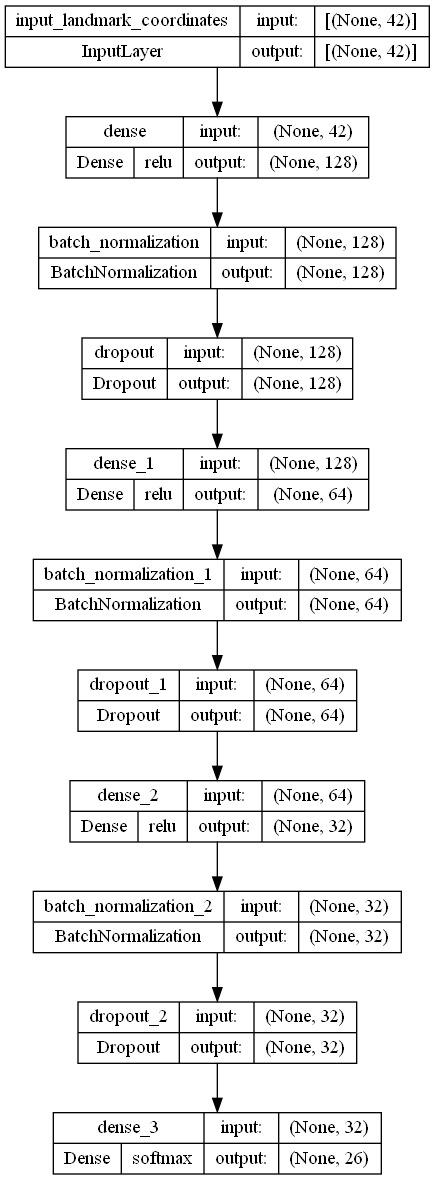 input_landmark_coordinates input: [(None, 42)]
InputLayer output: [(None, 42)]
dense input: (None, 42)
Dense relu output: (None, 128)
batch_normalization input: (None, 128)
BatchNormalization output: (None, 128)
dropout input: (None, 128)
Dropout output: (None, 128)
dense_1 input: (None, 128)
Dense relu output: (None, 64)
batch_normalization_1 input: (None, 64)
BatchNormalization output: (None, 64)
dropout_1 input: (None, 64)
Dropout output: (None, 64)
dense_2 input: (None, 64)
Dense relu output: (None, 32)
batch_normalization_2 input: (None, 32)
BatchNormalization output: (None, 32)
dropout_2 input: (None, 32)
Dropout output: (None, 32)
dense_3 input: (None, 32)
Dense softmax output: (None, 26)